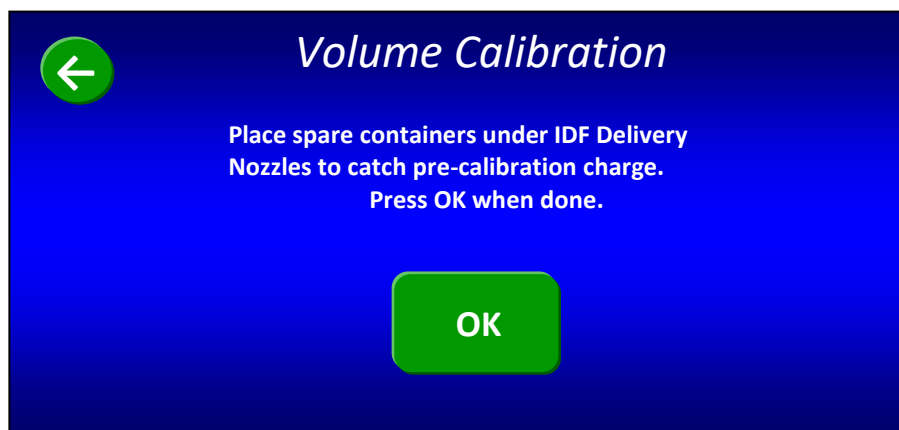 Volume Calibration
Place spare containers under IDF Delivery
Nozzles to catch pre-calibration charge.
Press OK when done.
OK